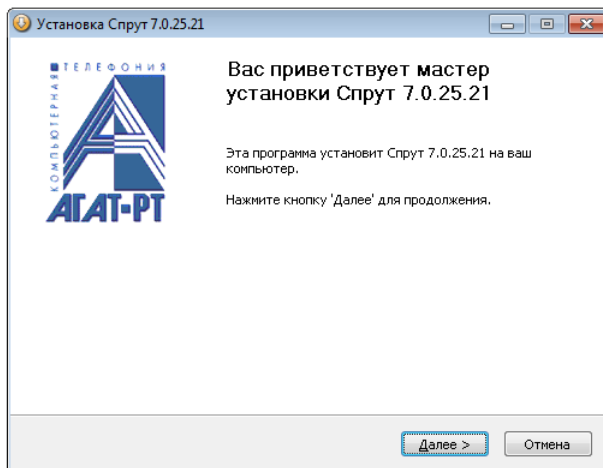 Установка Спрут 7.0.25.21
ТЕЛЕФОНИЯ
КОМПЬЮТЕРНАЯ
АГАТ-РТ
Вас приветствует мастер
установки Спрут 7.0.25.21
Эта программа установит Спрут 7.0.25.21 на ваш
компьютер.
Нажмите кнопку 'Далее' для продолжения.
Далее >
Отмена